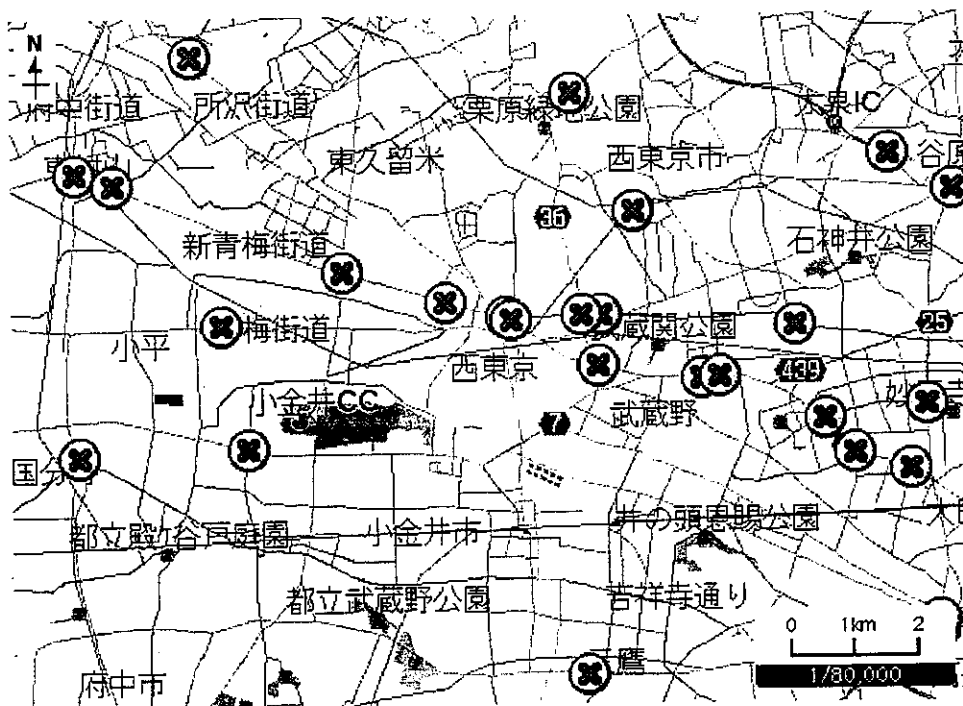 N
府中街道
所沢街道
栗原緑地公園
大泉IC
谷原
東久留米
西東京市
36
新青梅街道
石神井公園
梅街道
蔵関公園
25
小平
西東京
439
小金井CC
7
武蔵野
国分
都立殿ヶ谷戸庭園
小金井市
井の頭恩賜公園
都立武蔵野公園
吉祥寺通り
0 1km 2
鷹
1/80,000
府中市